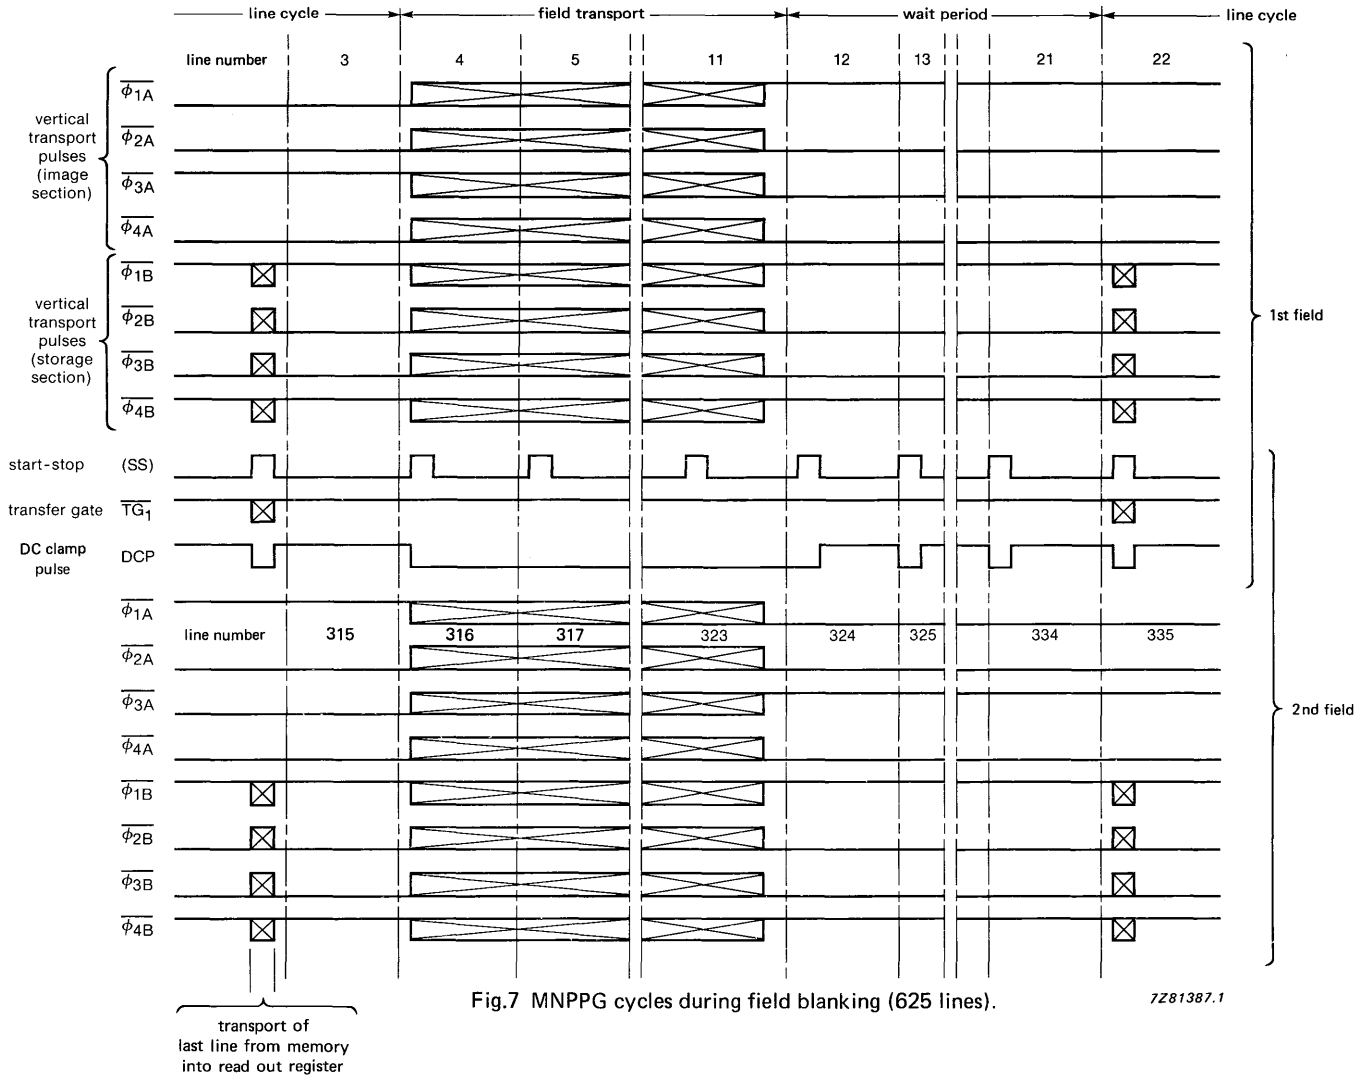 line cycle field transport wait period line cycle
line number 3 4 5 11 12 13 21 22
vertical
transport
pulses
(image
section)
φ1A
φ2A
φ3A
φ4A
vertical
transport
pulses
(storage
section)
φ1B
φ2B
φ3B
φ4B
1st field
start-stop (SS)
transfer gate TG1
DC clamp
pulse
DCP
φ1A
line number 315 316 317 323 324 325 334 335
φ2A
φ3A
φ4A
φ1B
φ2B
φ3B
φ4B
2nd field
Fig.7 MNPPG cycles during field blanking (625 lines).
7Z81387.1
transport of
last line from memory
into read out register